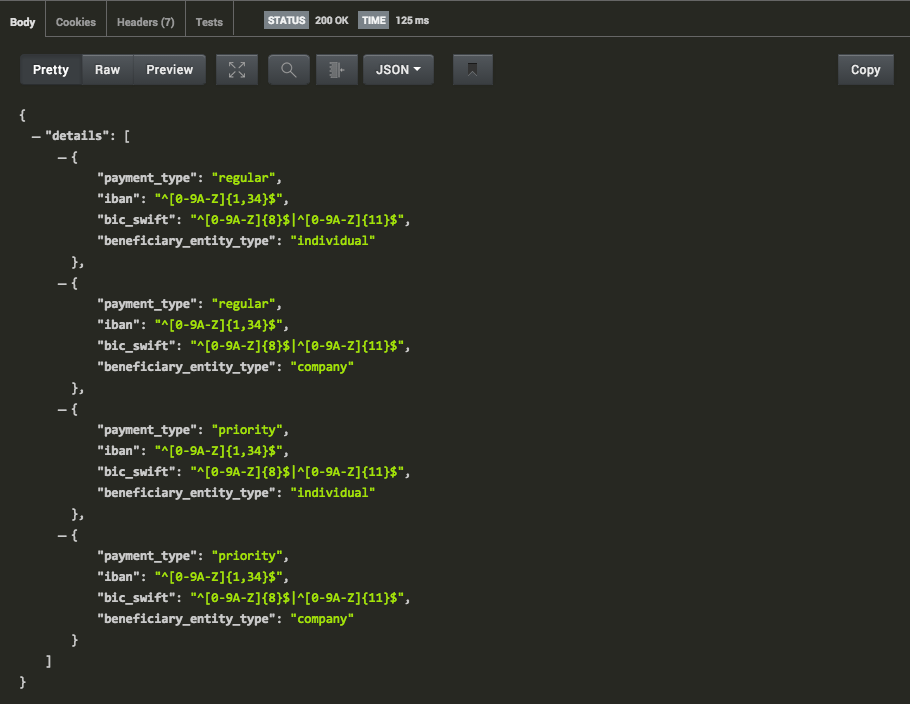 Body Cookies Headers (7) Tests STATUS 200 OK TIME 125 ms
Pretty Raw Preview JSON Copy
{
"details": [
{
"payment_type": "regular",
"iban": "^[0-9A-Z]{1,34}$",
"bic_swift": "^[0-9A-Z]{8}$|^[0-9A-Z]{11}$",
"beneficiary_entity_type": "individual"
},
{
"payment_type": "regular",
"iban": "^[0-9A-Z]{1,34}$",
"bic_swift": "^[0-9A-Z]{8}$|^[0-9A-Z]{11}$",
"beneficiary_entity_type": "company"
},
{
"payment_type": "priority",
"iban": "^[0-9A-Z]{1,34}$",
"bic_swift": "^[0-9A-Z]{8}$|^[0-9A-Z]{11}$",
"beneficiary_entity_type": "individual"
},
{
"payment_type": "priority",
"iban": "^[0-9A-Z]{1,34}$",
"bic_swift": "^[0-9A-Z]{8}$|^[0-9A-Z]{11}$",
"beneficiary_entity_type": "company"
}
]
}